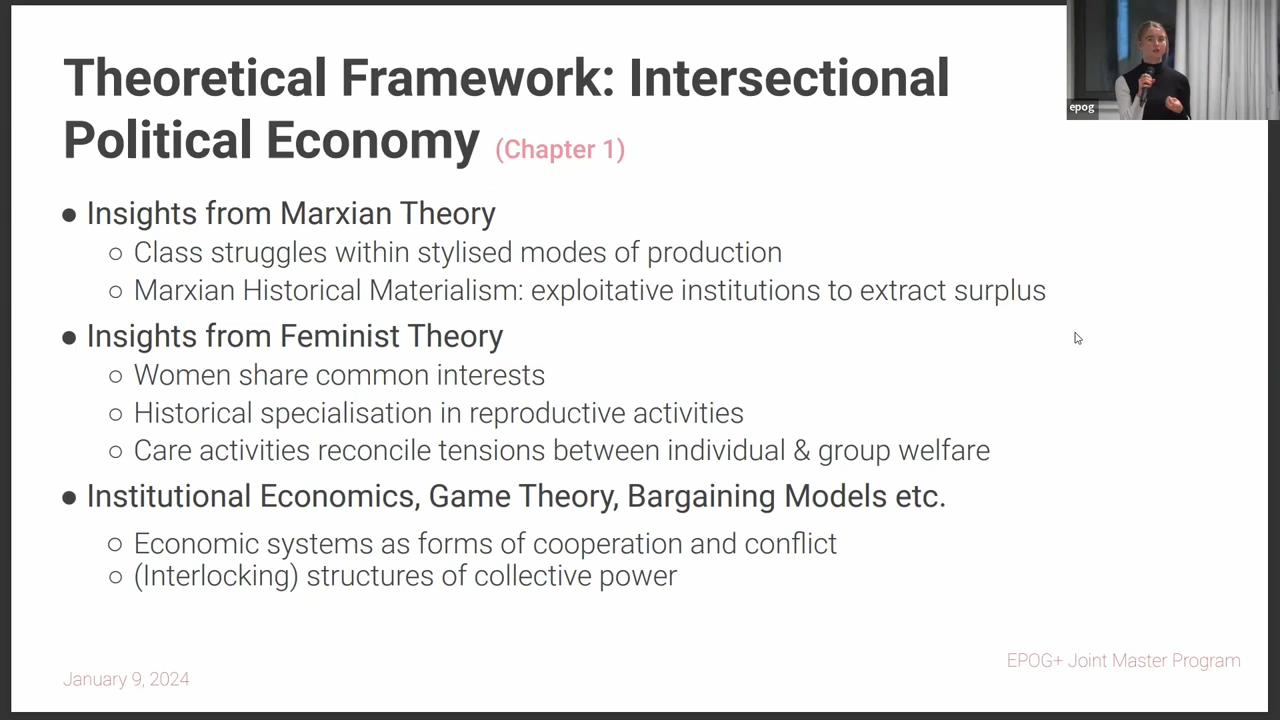 Theoretical Framework: Intersectional
Political Economy (Chapter 1)
● Insights from Marxian Theory
○ Class struggles within stylised modes of production
○ Marxian Historical Materialism: exploitative institutions to extract surplus
● Insights from Feminist Theory
○ Women share common interests
○ Historical specialisation in reproductive activities
○ Care activities reconcile tensions between individual & group welfare
● Institutional Economics, Game Theory, Bargaining Models etc.
○ Economic systems as forms of cooperation and conflict
○ (Interlocking) structures of collective power
January 9, 2024
EPOG+ Joint Master Program
epog